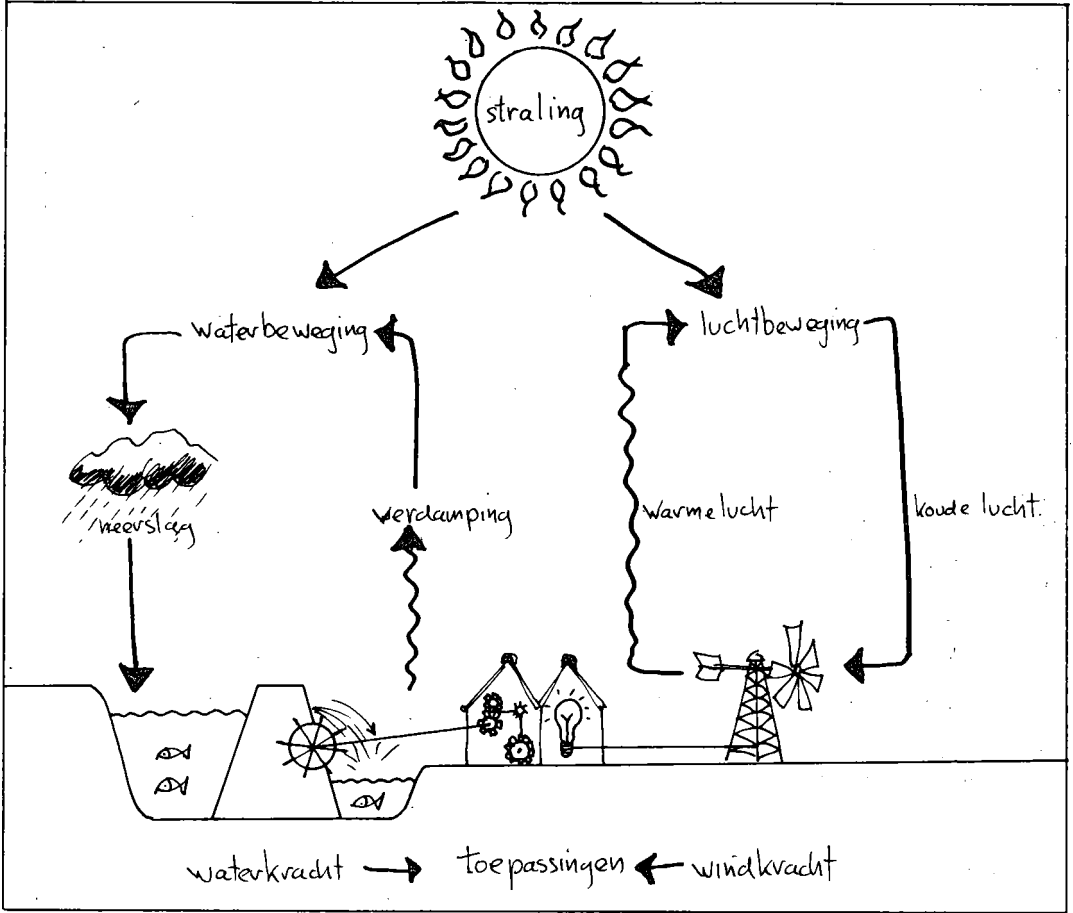 straling
waterbeweging
luchtbeweging
neerslag
verdamping
warme lucht
koude lucht.
waterkracht
toepassingen
windkracht